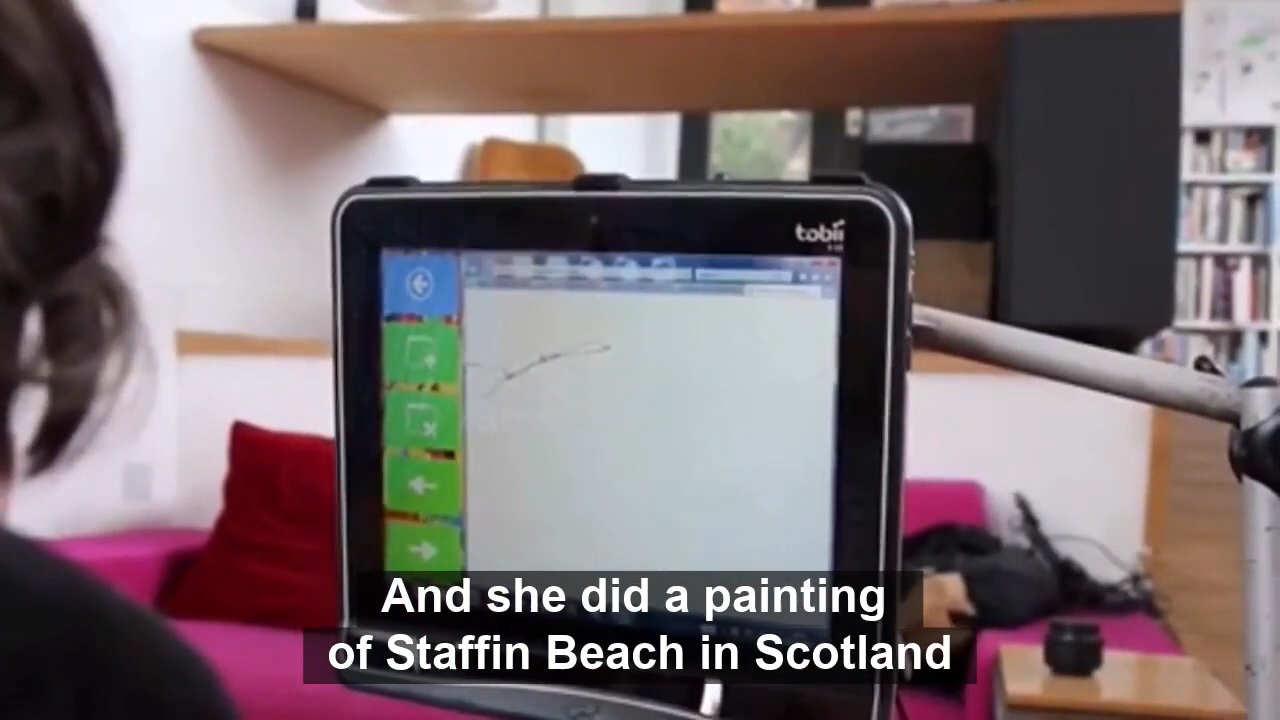 tobii
And she did a painting
of Staffin Beach in Scotland